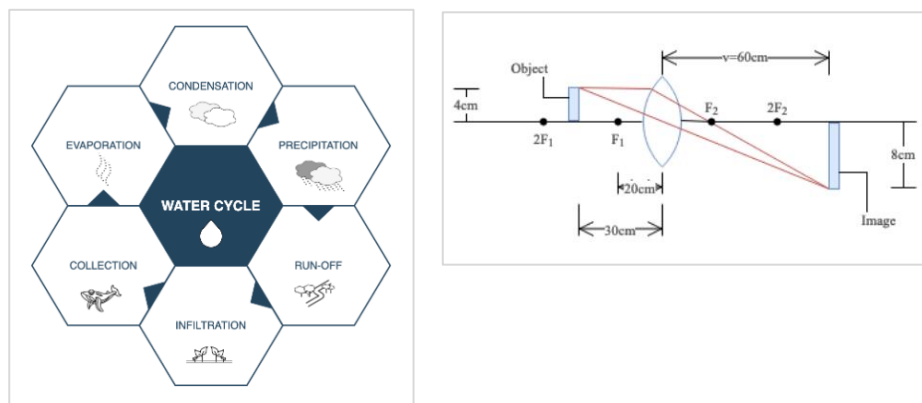 CONDENSATION
EVAPORATION
PRECIPITATION
WATER CYCLE
COLLECTION
RUN-OFF
INFILTRATION
v=60cm
Object
4cm
F₂
2F₂
2F₁
F₁
8cm
20cm
30cm
Image